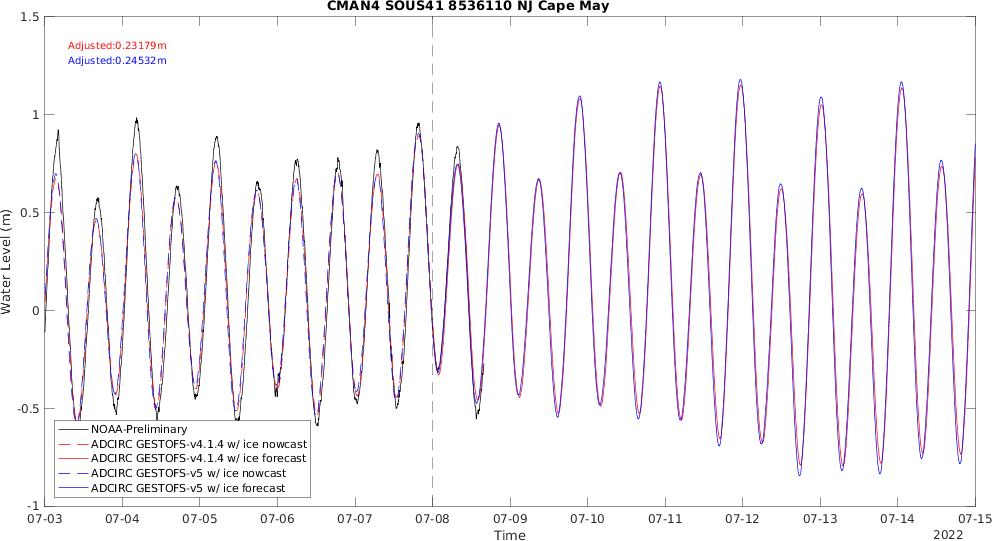 CMAN4 SOUS41 8536110 NJ Cape May
1.5
1
0.5
0
-0.5
-1
Water Level (m)
Adjusted:0.23179m
Adjusted:0.24532m
NOAA-Preliminary
ADCIRC GESTOFS-v4.1.4 w/ ice nowcast
ADCIRC GESTOFS-v4.1.4 w/ ice forecast
ADCIRC GESTOFS-v5 w/ ice nowcast
ADCIRC GESTOFS-v5 w/ ice forecast
07-03 07-04 07-05 07-06 07-07 07-08 07-09 07-10 07-11 07-12 07-13 07-14 07-15
Time
2022